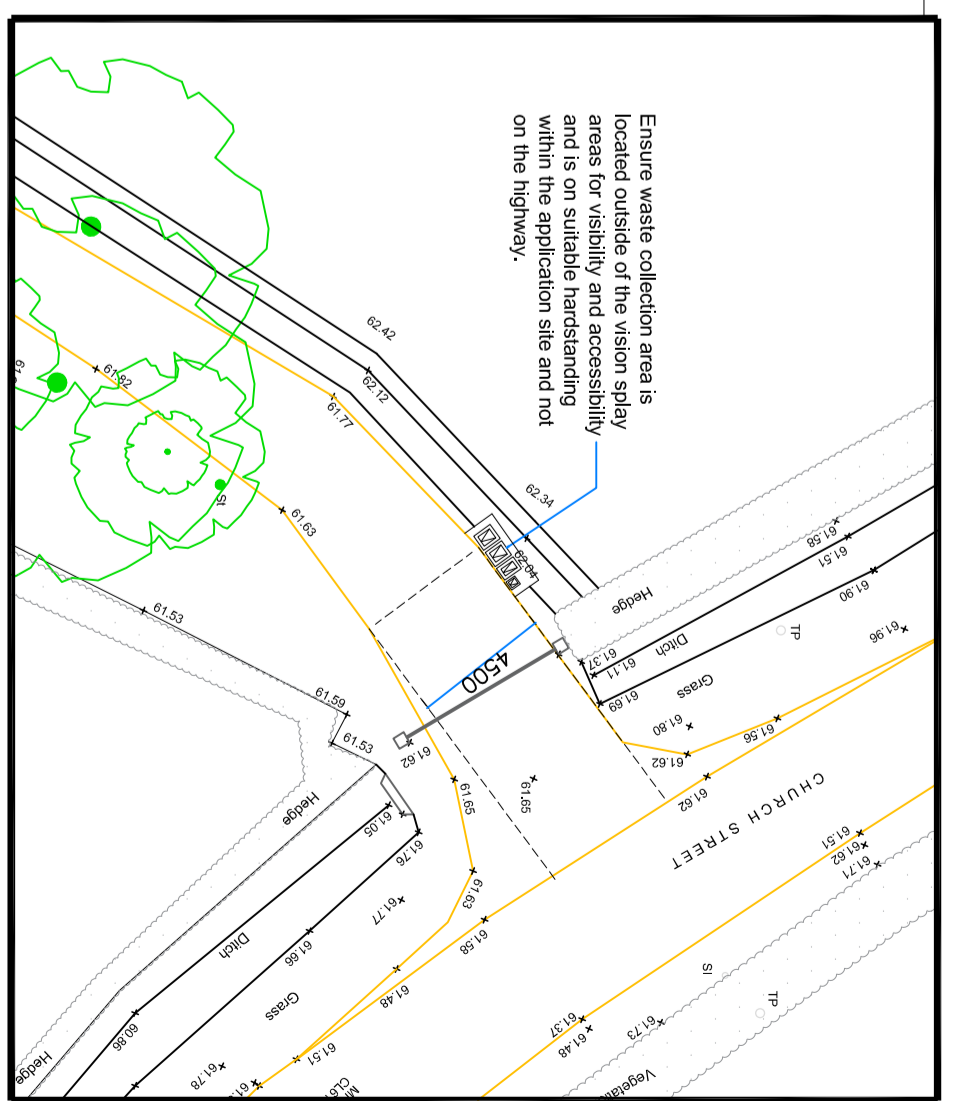 Ensure waste collection area is
located outside of the vision splay
areas for visibility and accessibility
and is on suitable hardstanding
within the application site and not
on the highway.
62.42
62.12
61.77
61.82
61.63
St
62.34
62.04
4500
Hedge
61.58
61.51
61.90
61.96
TP
Ditch
61.37
61.11
61.69
Grass
61.80
61.56
61.62
61.62
CHURCH STREET
61.53
61.59
61.53
61.62
61.65
61.65
Hedge
61.05
61.76
61.63
61.77
61.58
61.51
61.62
61.71
Ditch
61.66
61.48
Grass
60.86
61.51
61.78
Hedge
SI
TP
61.37
61.48
61.73